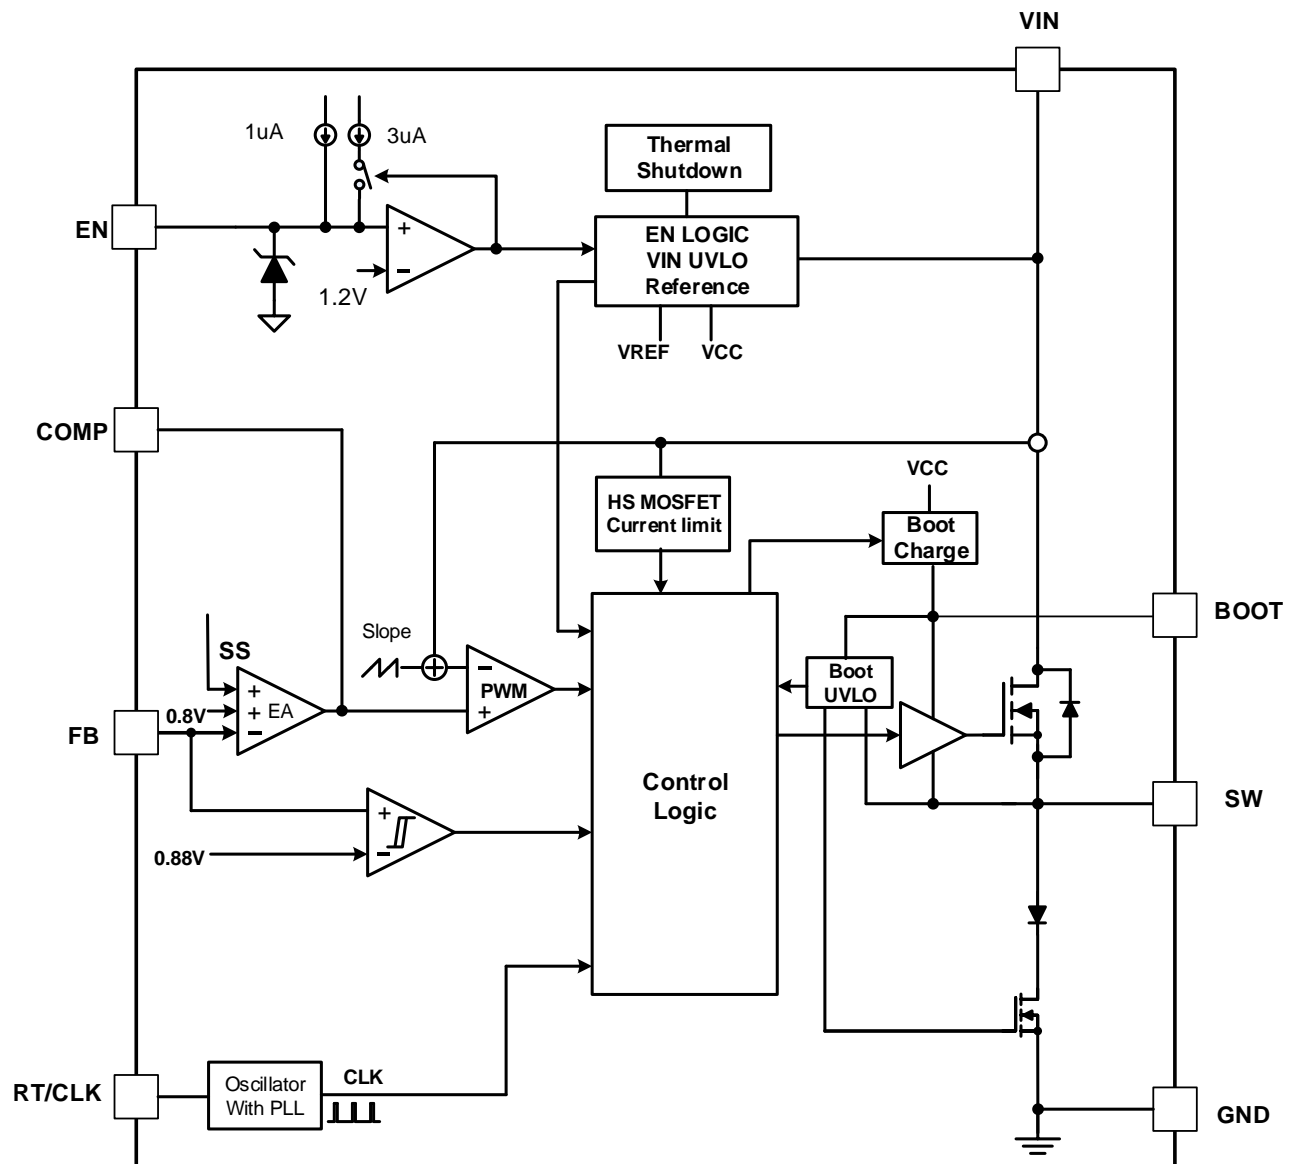 VIN
1uA
3uA
Thermal
Shutdown
EN
+
−
1.2V
EN LOGIC
VIN UVLO
Reference
VREF
VCC
COMP
VCC
HS MOSFET
Current limit
Boot
Charge
BOOT
Slope
SS
+
+
−
EA
0.8V
FB
−
PWM
+
Boot
UVLO
Control
Logic
SW
+
−
0.88V
RT/CLK
Oscillator
With PLL
CLK
GND